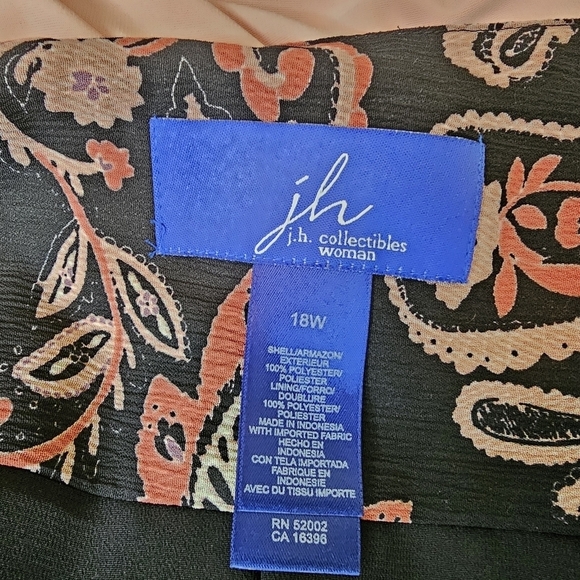 jh
j.h. collectibles
woman
18W
SHELL/ARMAZON/
EXTERIEUR
100% POLYESTER/
POLIESTER
LINING/FORRO/
DOUBLURE
100% POLYESTER/
POLIESTER
MADE IN INDONESIA
WITH IMPORTED FABRIC
HECHO EN
INDONESIA
CON TELA IMPORTADA
FABRIQUE EN
INDONESIE
AVEC DU TISSU IMPORTE
RN 52002
CA 16396